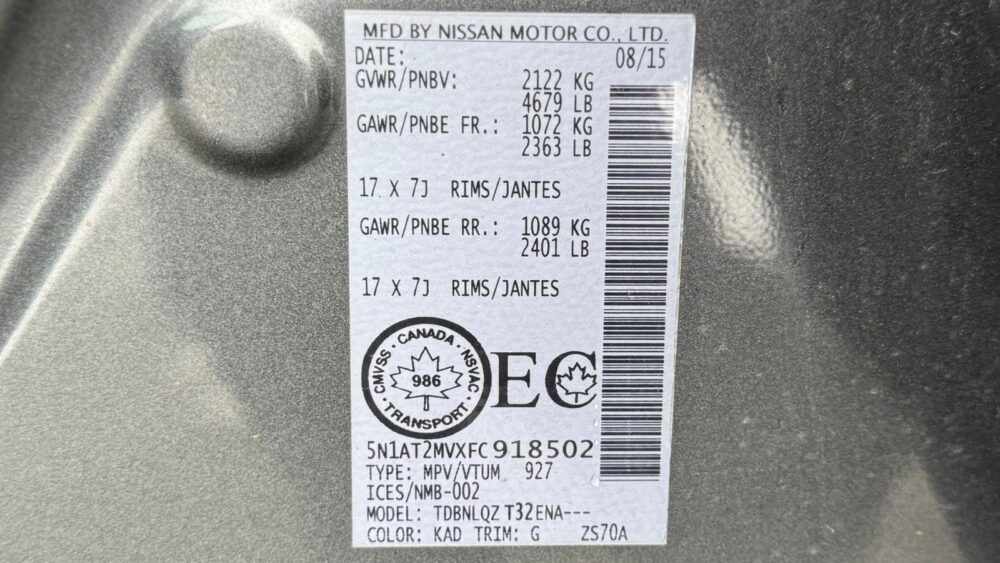 MFD BY NISSAN MOTOR CO., LTD.
DATE: 08/15
GVWR/PNBV: 2122 KG
4679 LB
GAWR/PNBE FR.: 1072 KG
2363 LB
17 X 7J RIMS/JANTES
GAWR/PNBE RR.: 1089 KG
2401 LB
17 X 7J RIMS/JANTES
CMVSS · CANADA · NSVAC · TRANSPORT ·
986
EC
5N1AT2MVXFC918502
TYPE: MPV/VTUM 927
ICES/NMB-002
MODEL: TDBNLQZ T32ENA---
COLOR: KAD TRIM: G ZS70A